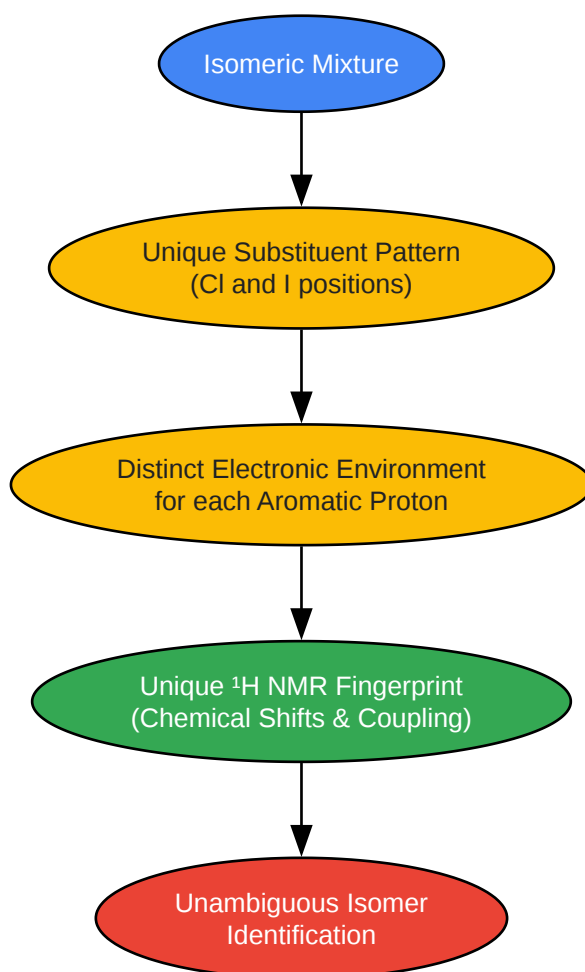 Isomeric Mixture
Unique Substituent Pattern
(Cl and I positions)
Distinct Electronic Environment
for each Aromatic Proton
Unique ¹H NMR Fingerprint
(Chemical Shifts & Coupling)
Unambiguous Isomer
Identification